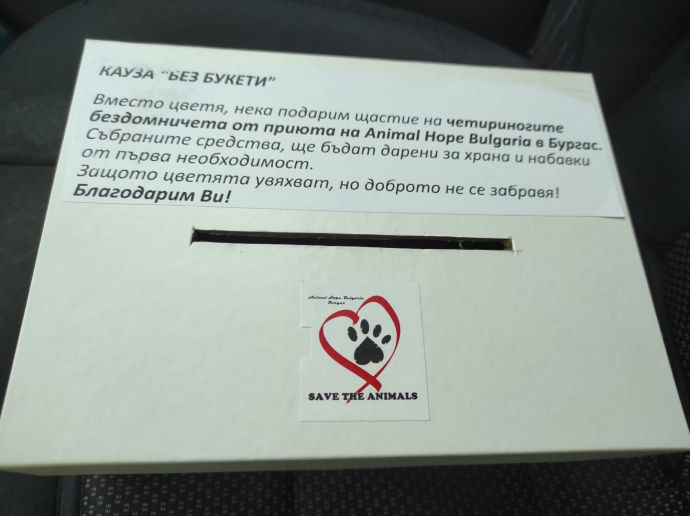 КАУЗА "БЕЗ БУКЕТИ"
Вместо цветя, нека подарим щастие на четириногите
бездомничета от приюта на Animal Hope Bulgaria в Бургас.
Събраните средства, ще бъдат дарени за храна и набавки
от първа необходимост.
Защото цветята увяхват, но доброто не се забравя!
Благодарим Ви!
Animal Hope Bulgaria
Burgas
SAVE THE ANIMALS